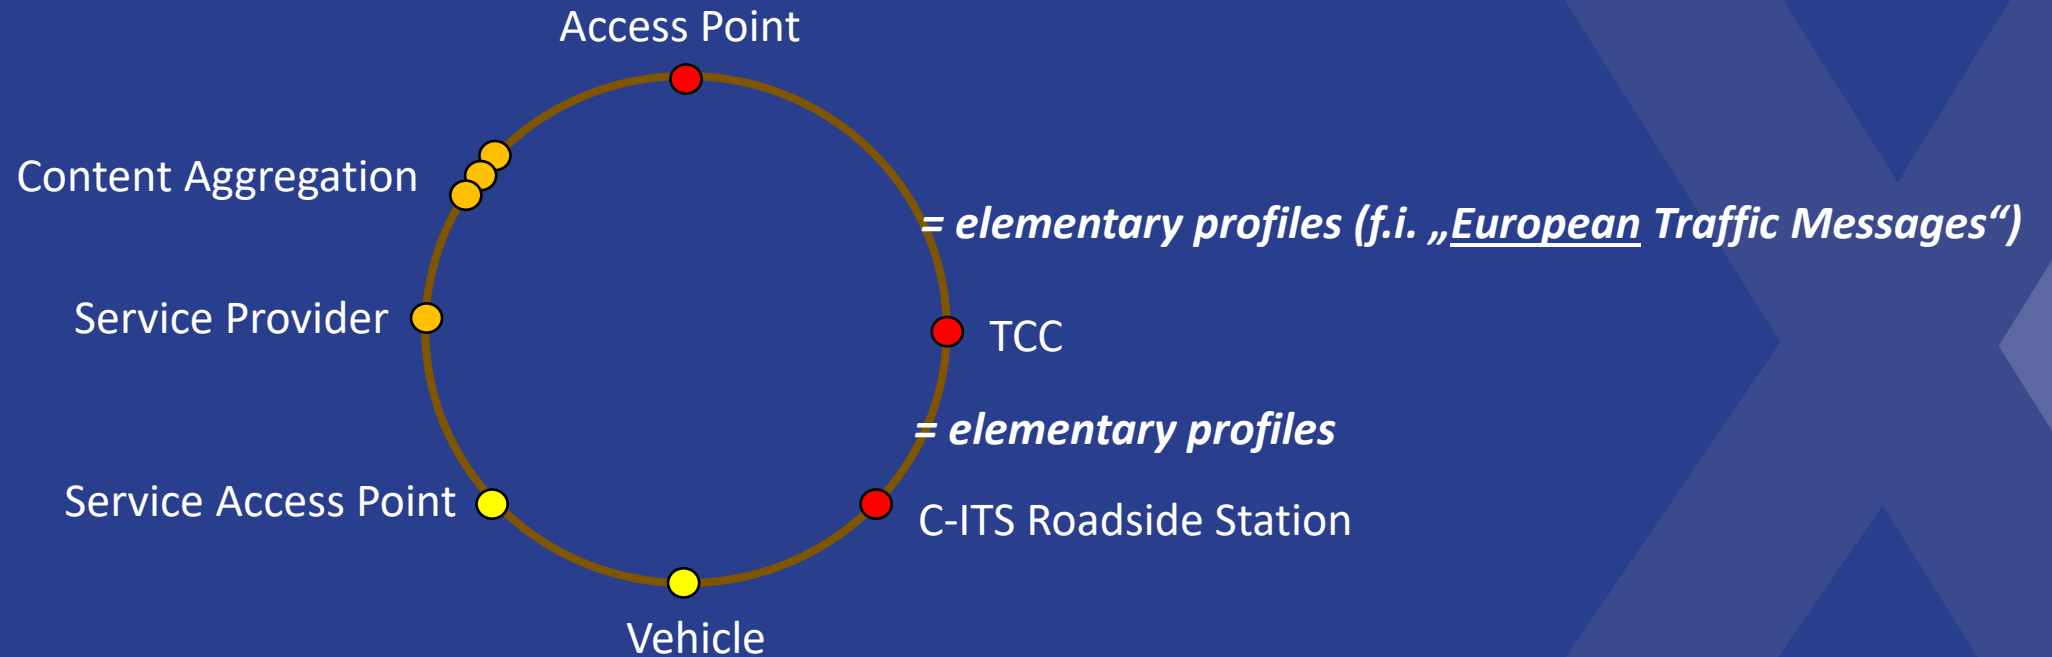 Access Point
Content Aggregation
= elementary profiles (f.i. „European Traffic Messages“)
Service Provider
TCC
= elementary profiles
Service Access Point
C-ITS Roadside Station
Vehicle